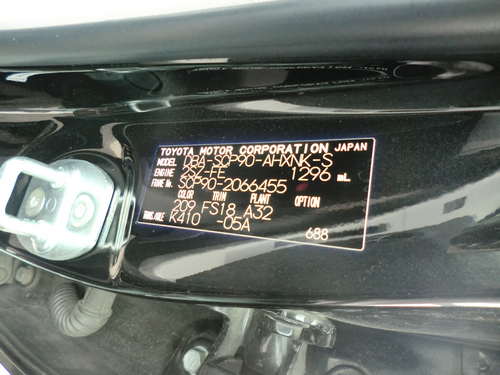 TOYOTA MOTOR CORPORATION JAPAN
MODEL DBA-SCP90-AHXNK-S
ENGINE 2SZ-FE 1296 mL
FRAME No. SCP90-2066455
COLOR TRIM PLANT OPTION
209 FS18 A32
TRANS./AXLE K410 -05A
688